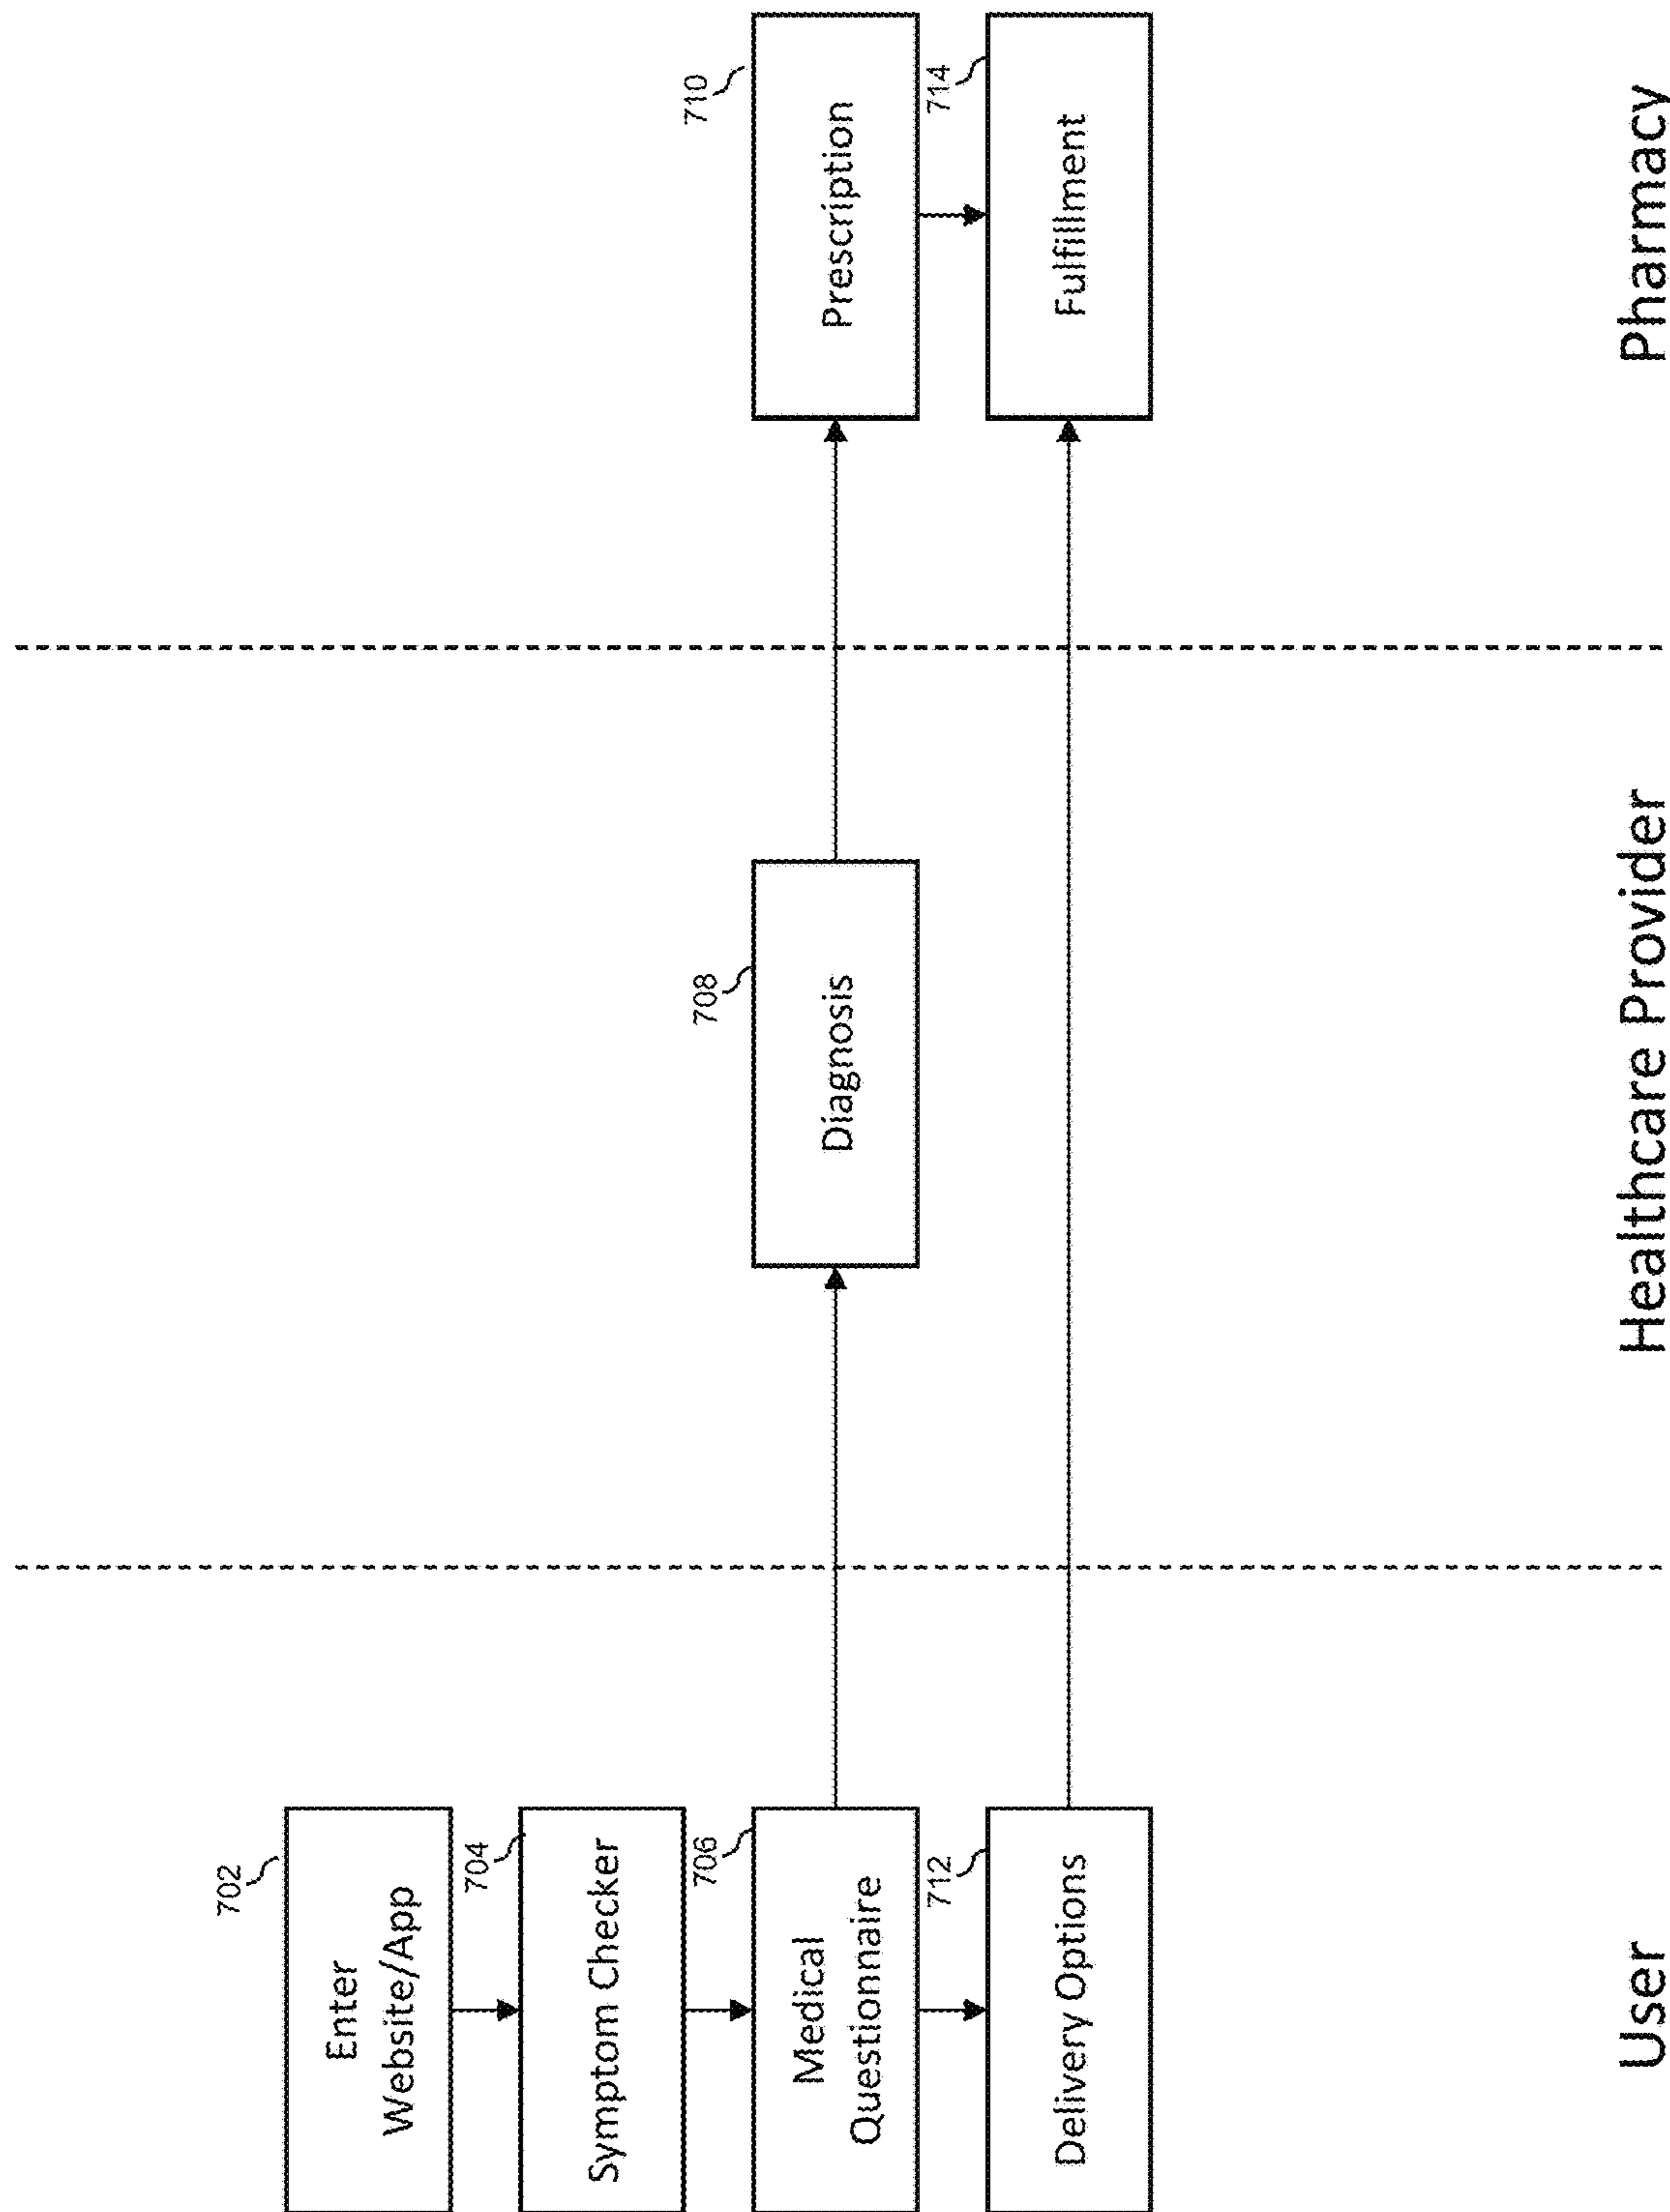 702
Enter
Website/App
704
Symptom Checker
706
Medical
Questionnaire
708
Diagnosis
710
Prescription
712
Delivery Options
714
Fulfillment
User
Healthcare Provider
Pharmacy